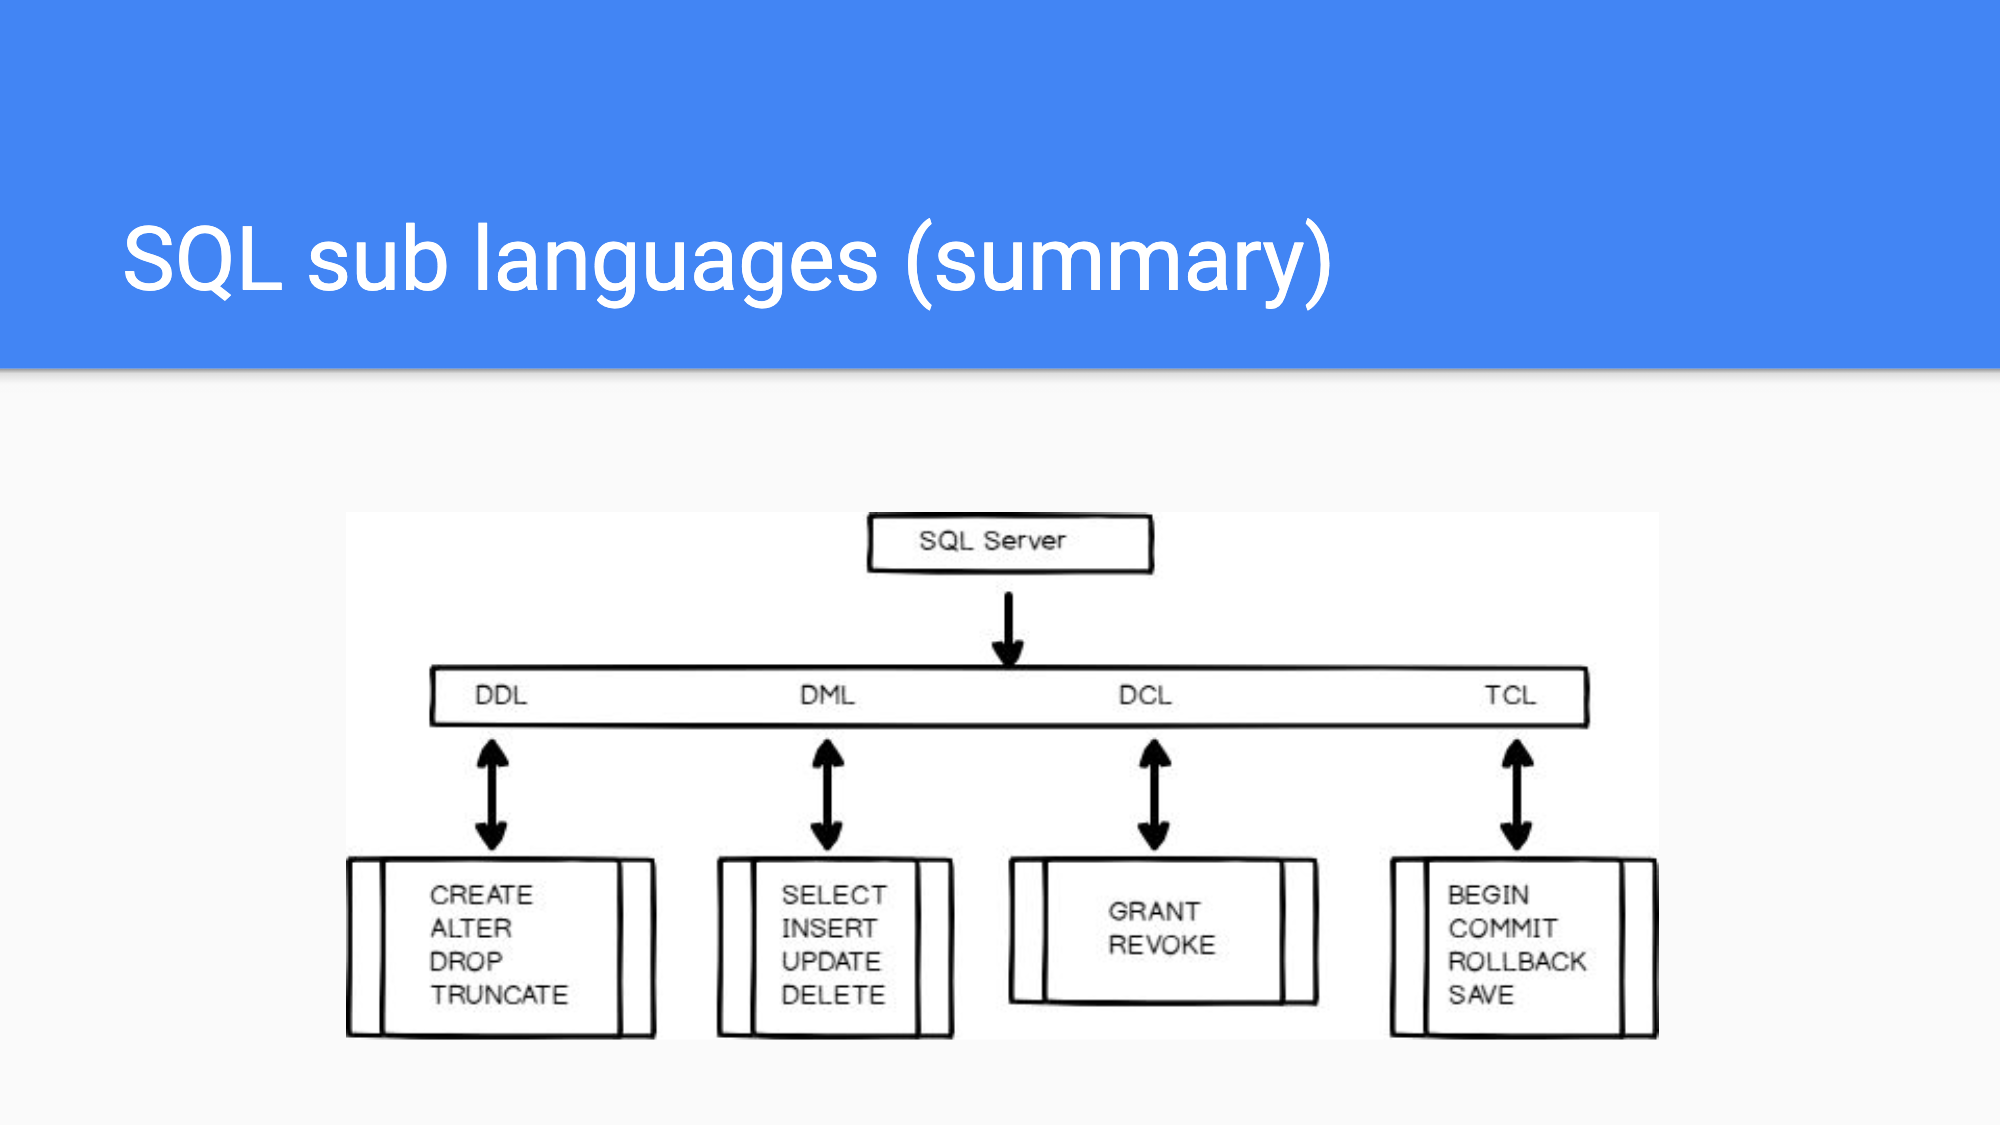 SQL sub languages (summary)
SQL Server
DDL DML DCL TCL
CREATE
ALTER
DROP
TRUNCATE
SELECT
INSERT
UPDATE
DELETE
GRANT
REVOKE
BEGIN
COMMIT
ROLLBACK
SAVE